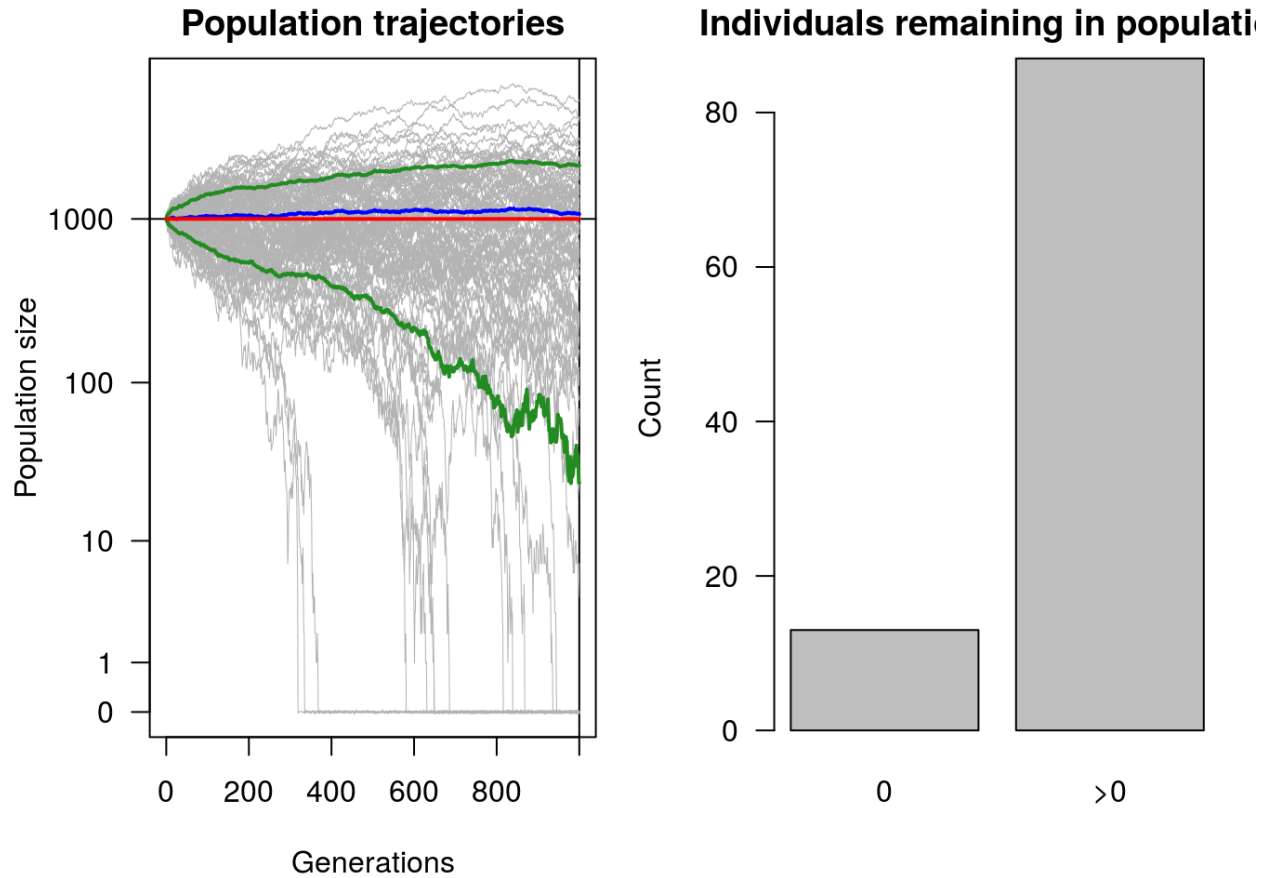 Population trajectories
Population size
1000
100
10
1
0
0 200 400 600 800
Generations
Individuals remaining in populati
Count
80
60
40
20
0
0 >0